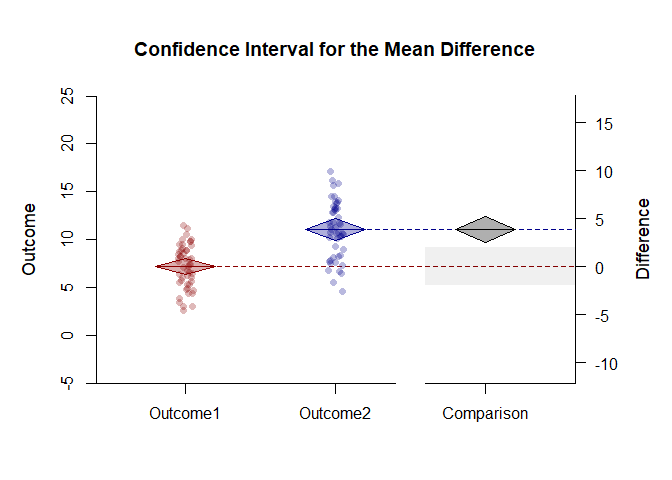 Confidence Interval for the Mean Difference
Outcome
25
20
15
10
5
0
-5
Outcome1
Outcome2
Comparison
15
10
5
0
-5
-10
Difference